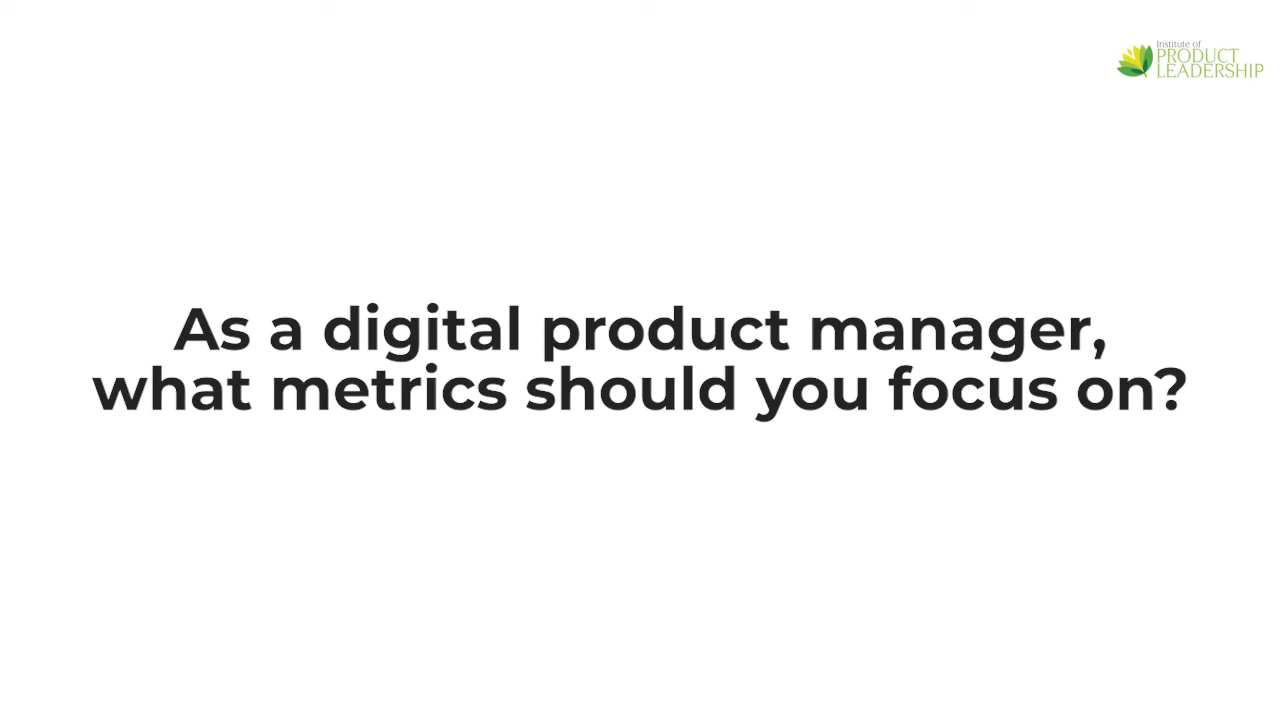 Institute of
PRODUCT
LEADERSHIP
As a digital product manager,
what metrics should you focus on?